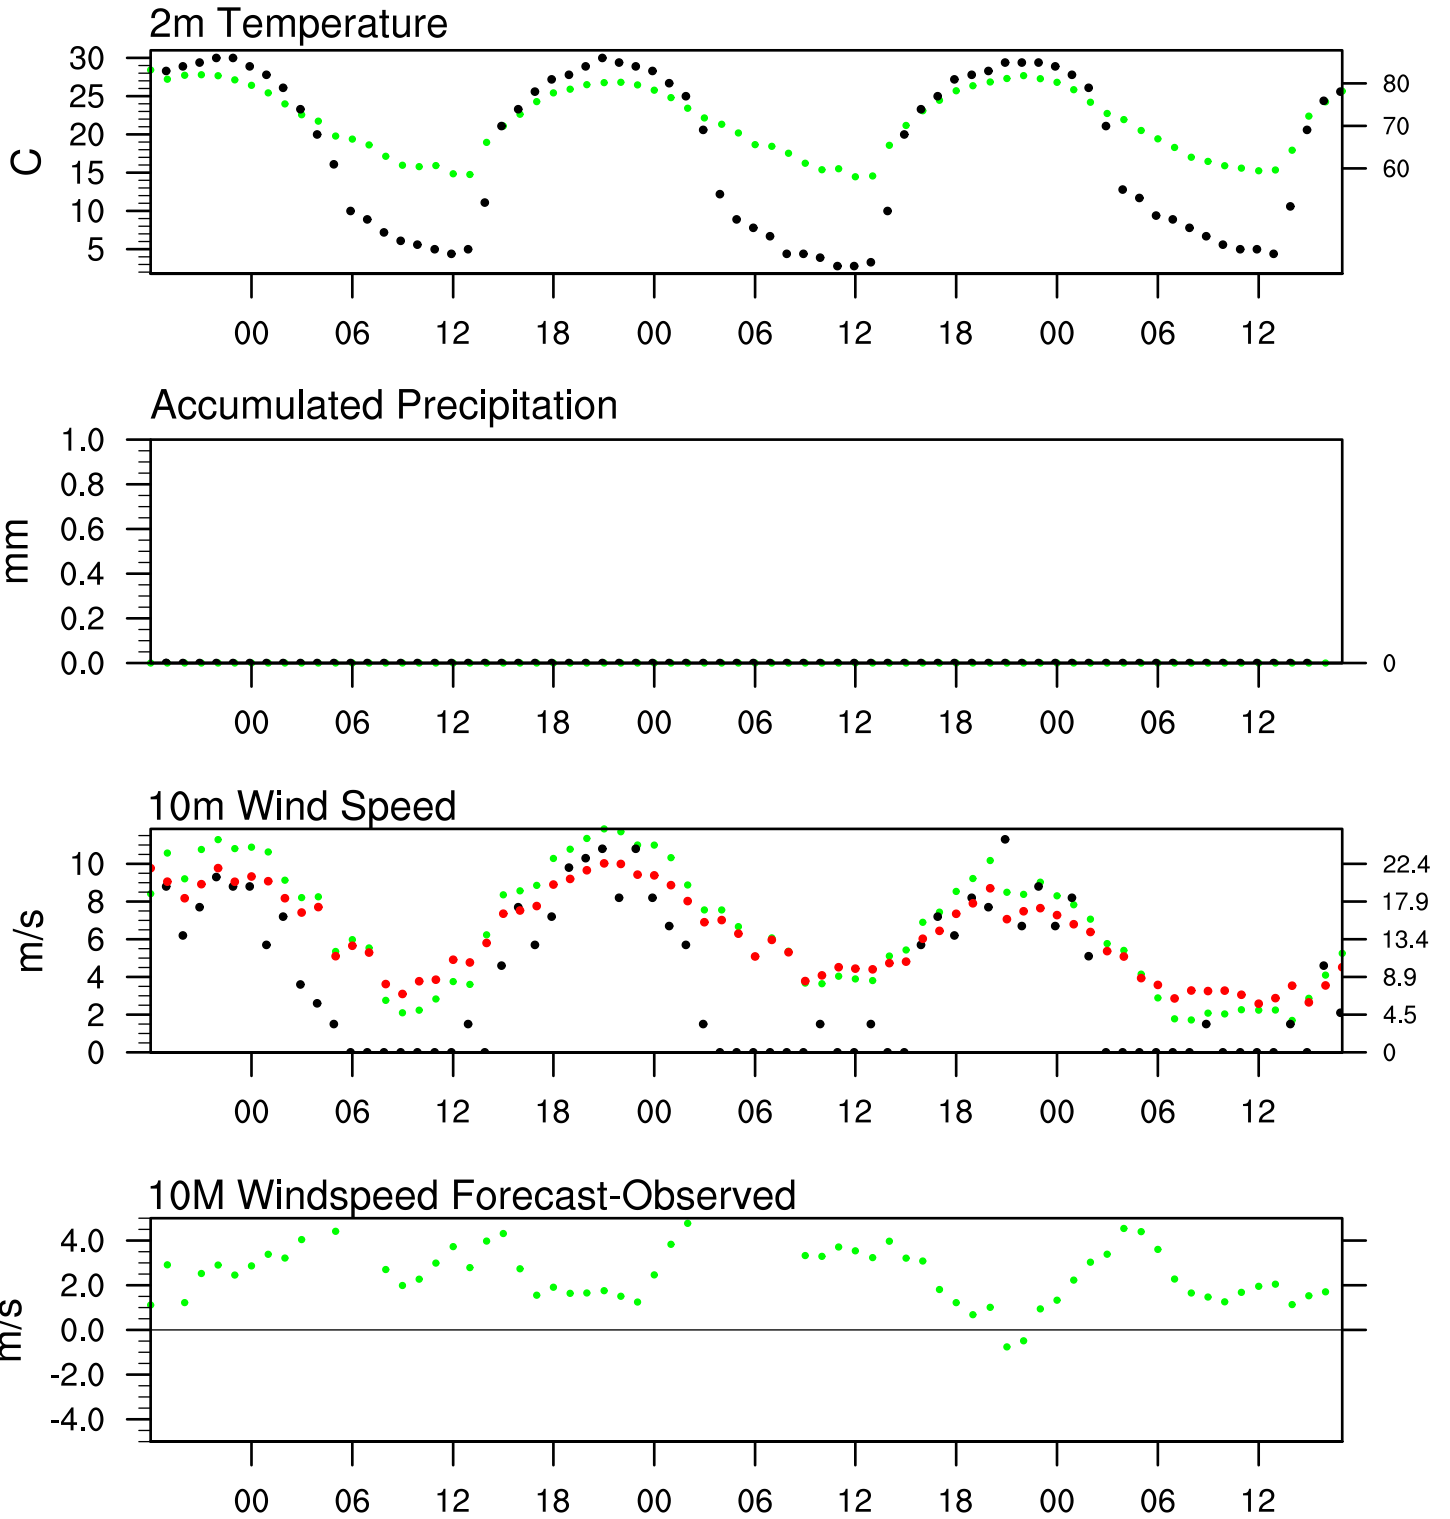 2m Temperature
30
25
20
15
10
5
C
80
70
60
00 06 12 18 00 06 12 18 00 06 12
Accumulated Precipitation
1.0
0.8
0.6
0.4
0.2
0.0
mm
0
00 06 12 18 00 06 12 18 00 06 12
10m Wind Speed
10
8
6
4
2
0
m/s
22.4
17.9
13.4
8.9
4.5
0
00 06 12 18 00 06 12 18 00 06 12
10M Windspeed Forecast-Observed
4.0
2.0
0.0
-2.0
-4.0
m/s
00 06 12 18 00 06 12 18 00 06 12